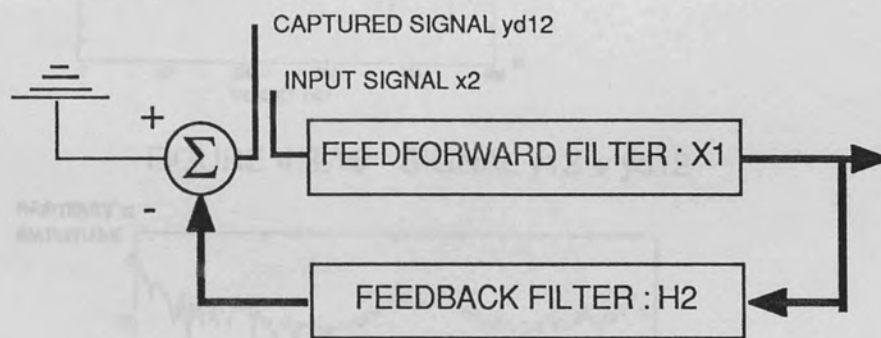 CAPTURED SIGNAL yd12
INPUT SIGNAL x2
+
Σ
FEEDFORWARD FILTER : X1
-
FEEDBACK FILTER : H2